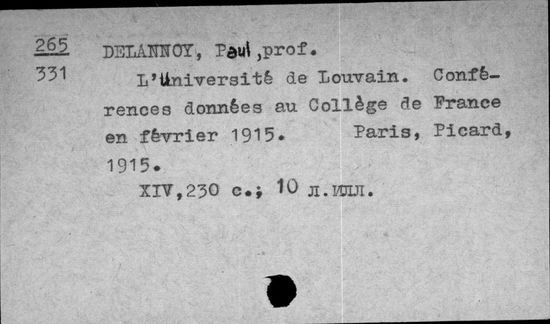 265
331
DELANNOY, Paul, prof.
L'Université de Louvain. Confé-
rences données au Collège de France
en février 1915. Paris, Picard,
1915.
XIV, 230 с.; 10 л.илл.